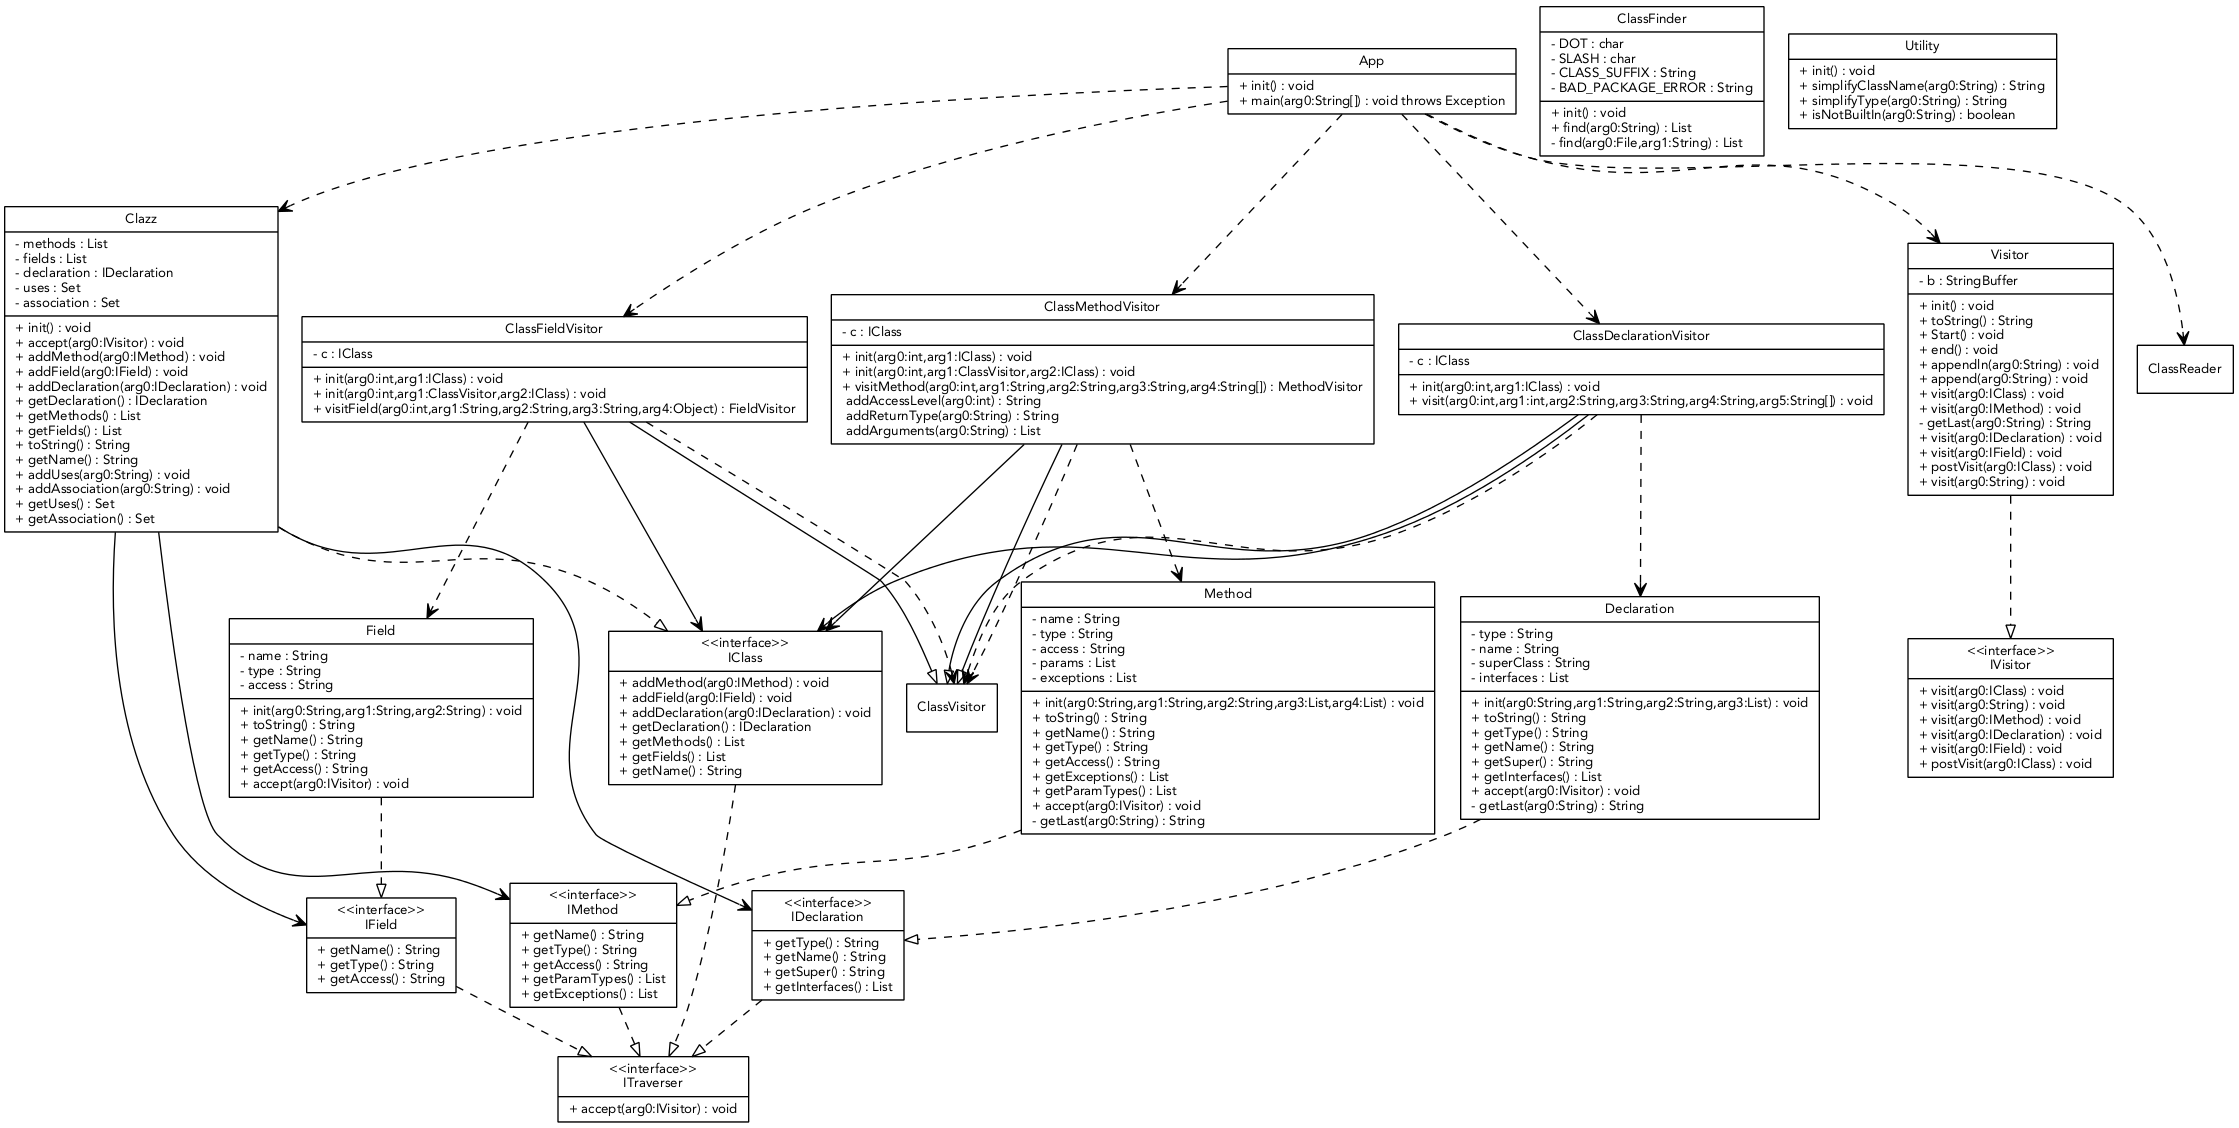 ClassFinder
- DOT : char
- SLASH : char
- CLASS_SUFFIX : String
- BAD_PACKAGE_ERROR : String
+ init() : void
+ find(arg0:String) : List
- find(arg0:File,arg1:String) : List
Utility
+ init() : void
+ simplifyClassName(arg0:String) : String
+ simplifyType(arg0:String) : String
+ isNotBuiltIn(arg0:String) : boolean
App
+ init() : void
+ main(arg0:String[]) : void throws Exception
Clazz
- methods : List
- fields : List
- declaration : IDeclaration
- uses : Set
- association : Set
+ init() : void
+ accept(arg0:IVisitor) : void
+ addMethod(arg0:IMethod) : void
+ addField(arg0:IField) : void
+ addDeclaration(arg0:IDeclaration) : void
+ getDeclaration() : IDeclaration
+ getMethods() : List
+ getFields() : List
+ toString() : String
+ getName() : String
+ addUses(arg0:String) : void
+ addAssociation(arg0:String) : void
+ getUses() : Set
+ getAssociation() : Set
ClassFieldVisitor
- c : IClass
+ init(arg0:int,arg1:IClass) : void
+ init(arg0:int,arg1:ClassVisitor,arg2:IClass) : void
+ visitField(arg0:int,arg1:String,arg2:String,arg3:String,arg4:Object) : FieldVisitor
ClassMethodVisitor
- c : IClass
+ init(arg0:int,arg1:IClass) : void
+ init(arg0:int,arg1:ClassVisitor,arg2:IClass) : void
+ visitMethod(arg0:int,arg1:String,arg2:String,arg3:String,arg4:String[]) : MethodVisitor
addAccessLevel(arg0:int) : String
addReturnType(arg0:String) : String
addArguments(arg0:String) : List
ClassDeclarationVisitor
- c : IClass
+ init(arg0:int,arg1:IClass) : void
+ visit(arg0:int,arg1:int,arg2:String,arg3:String,arg4:String,arg5:String[]) : void
Visitor
- b : StringBuffer
+ init() : void
+ toString() : String
+ Start() : void
+ end() : void
+ appendln(arg0:String) : void
+ append(arg0:String) : void
+ visit(arg0:IClass) : void
+ visit(arg0:IMethod) : void
- getLast(arg0:String) : String
+ visit(arg0:IDeclaration) : void
+ visit(arg0:IField) : void
+ postVisit(arg0:IClass) : void
+ visit(arg0:String) : void
ClassReader
Field
- name : String
- type : String
- access : String
+ init(arg0:String,arg1:String,arg2:String) : void
+ toString() : String
+ getName() : String
+ getType() : String
+ getAccess() : String
+ accept(arg0:IVisitor) : void
<<interface>>
IClass
+ addMethod(arg0:IMethod) : void
+ addField(arg0:IField) : void
+ addDeclaration(arg0:IDeclaration) : void
+ getDeclaration() : IDeclaration
+ getMethods() : List
+ getFields() : List
+ getName() : String
ClassVisitor
Method
- name : String
- type : String
- access : String
- params : List
- exceptions : List
+ init(arg0:String,arg1:String,arg2:String,arg3:List,arg4:List) : void
+ toString() : String
+ getName() : String
+ getType() : String
+ getAccess() : String
+ getExceptions() : List
+ getParamTypes() : List
+ accept(arg0:IVisitor) : void
- getLast(arg0:String) : String
Declaration
- type : String
- name : String
- superClass : String
- interfaces : List
+ init(arg0:String,arg1:String,arg2:String,arg3:List) : void
+ toString() : String
+ getType() : String
+ getName() : String
+ getSuper() : String
+ getInterfaces() : List
+ accept(arg0:IVisitor) : void
- getLast(arg0:String) : String
<<interface>>
IVisitor
+ visit(arg0:IClass) : void
+ visit(arg0:String) : void
+ visit(arg0:IMethod) : void
+ visit(arg0:IDeclaration) : void
+ visit(arg0:IField) : void
+ postVisit(arg0:IClass) : void
<<interface>>
IField
+ getName() : String
+ getType() : String
+ getAccess() : String
<<interface>>
IMethod
+ getName() : String
+ getType() : String
+ getAccess() : String
+ getParamTypes() : List
+ getExceptions() : List
<<interface>>
IDeclaration
+ getType() : String
+ getName() : String
+ getSuper() : String
+ getInterfaces() : List
<<interface>>
ITraverser
+ accept(arg0:IVisitor) : void